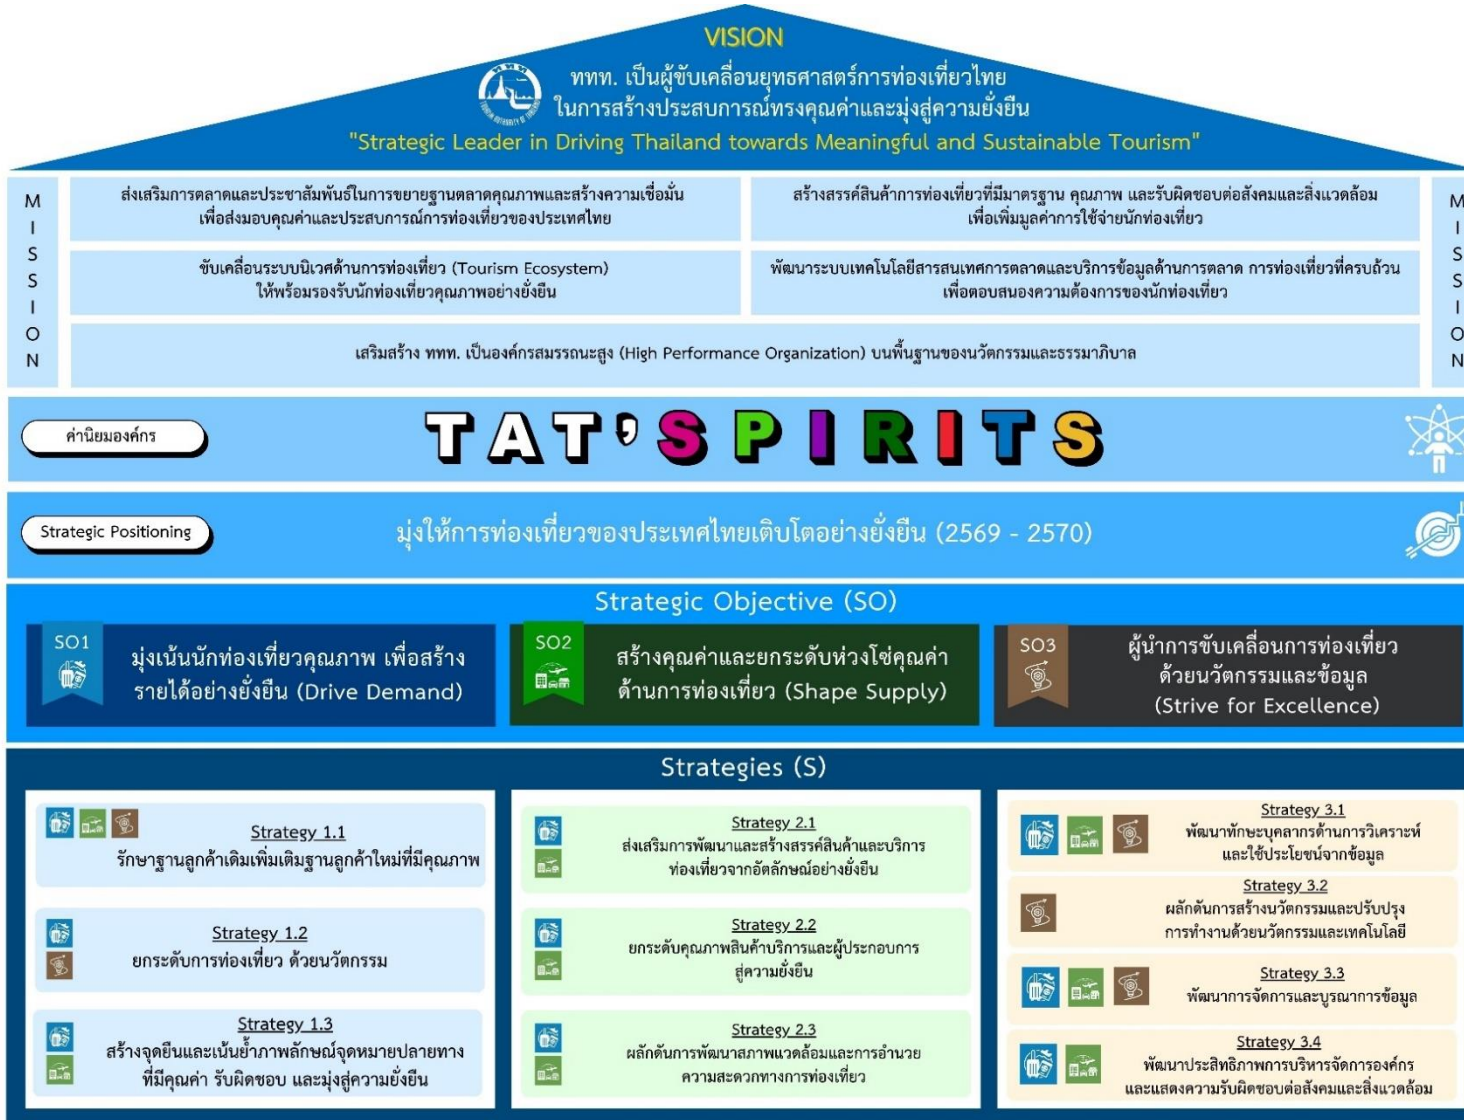 VISION
ททท. เป็นผู้ขับเคลื่อนยุทธศาสตร์การท่องเที่ยวไทย
ในการสร้างประสบการณ์ทรงคุณค่าและมุ่งสู่ความยั่งยืน
"Strategic Leader in Driving Thailand towards Meaningful and Sustainable Tourism"
MISSION
ส่งเสริมการตลาดและประชาสัมพันธ์ในการขยายฐานตลาดคุณภาพและสร้างความเชื่อมั่น
เพื่อส่งมอบคุณค่าและประสบการณ์การท่องเที่ยวของประเทศไทย
สร้างสรรค์สินค้าการท่องเที่ยวที่มีมาตรฐาน คุณภาพ และรับผิดชอบต่อสังคมและสิ่งแวดล้อม
เพื่อเพิ่มมูลค่าการใช้จ่ายนักท่องเที่ยว
ขับเคลื่อนระบบนิเวศด้านการท่องเที่ยว (Tourism Ecosystem)
ให้พร้อมรองรับนักท่องเที่ยวคุณภาพอย่างยั่งยืน
พัฒนาระบบเทคโนโลยีสารสนเทศการตลาดและบริการข้อมูลด้านการตลาด การท่องเที่ยวที่ครบถ้วน
เพื่อตอบสนองความต้องการของนักท่องเที่ยว
เสริมสร้าง ททท. เป็นองค์กรสมรรถนะสูง (High Performance Organization) บนพื้นฐานของนวัตกรรมและธรรมาภิบาล
MISSION
ค่านิยมองค์กร
TAT'SPIRITS
Strategic Positioning
มุ่งให้การท่องเที่ยวของประเทศไทยเติบโตอย่างยั่งยืน (2569 - 2570)
Strategic Objective (SO)
SO1
มุ่งเน้นนักท่องเที่ยวคุณภาพ เพื่อสร้าง
รายได้อย่างยั่งยืน (Drive Demand)
SO2
สร้างคุณค่าและยกระดับห่วงโซ่คุณค่า
ด้านการท่องเที่ยว (Shape Supply)
SO3
ผู้นำการขับเคลื่อนการท่องเที่ยว
ด้วยนวัตกรรมและข้อมูล
(Strive for Excellence)
Strategies (S)
Strategy 1.1
รักษาฐานลูกค้าเดิมเพิ่มเติมฐานลูกค้าใหม่ที่มีคุณภาพ
Strategy 1.2
ยกระดับการท่องเที่ยว ด้วยนวัตกรรม
Strategy 1.3
สร้างจุดยืนและเน้นย้ำภาพลักษณ์จุดหมายปลายทาง
ที่มีคุณค่า รับผิดชอบ และมุ่งสู่ความยั่งยืน
Strategy 2.1
ส่งเสริมการพัฒนาและสร้างสรรค์สินค้าและบริการ
ท่องเที่ยวจากอัตลักษณ์อย่างยั่งยืน
Strategy 2.2
ยกระดับคุณภาพสินค้าบริการและผู้ประกอบการ
สู่ความยั่งยืน
Strategy 2.3
ผลักดันการพัฒนาสภาพแวดล้อมและการอำนวย
ความสะดวกทางการท่องเที่ยว
Strategy 3.1
พัฒนาทักษะบุคลากรด้านการวิเคราะห์
และใช้ประโยชน์จากข้อมูล
Strategy 3.2
ผลักดันการสร้างนวัตกรรมและปรับปรุง
การทำงานด้วยนวัตกรรมและเทคโนโลยี
Strategy 3.3
พัฒนาการจัดการและบูรณาการข้อมูล
Strategy 3.4
พัฒนาประสิทธิภาพการบริหารจัดการองค์กร
และแสดงความรับผิดชอบต่อสังคมและสิ่งแวดล้อม